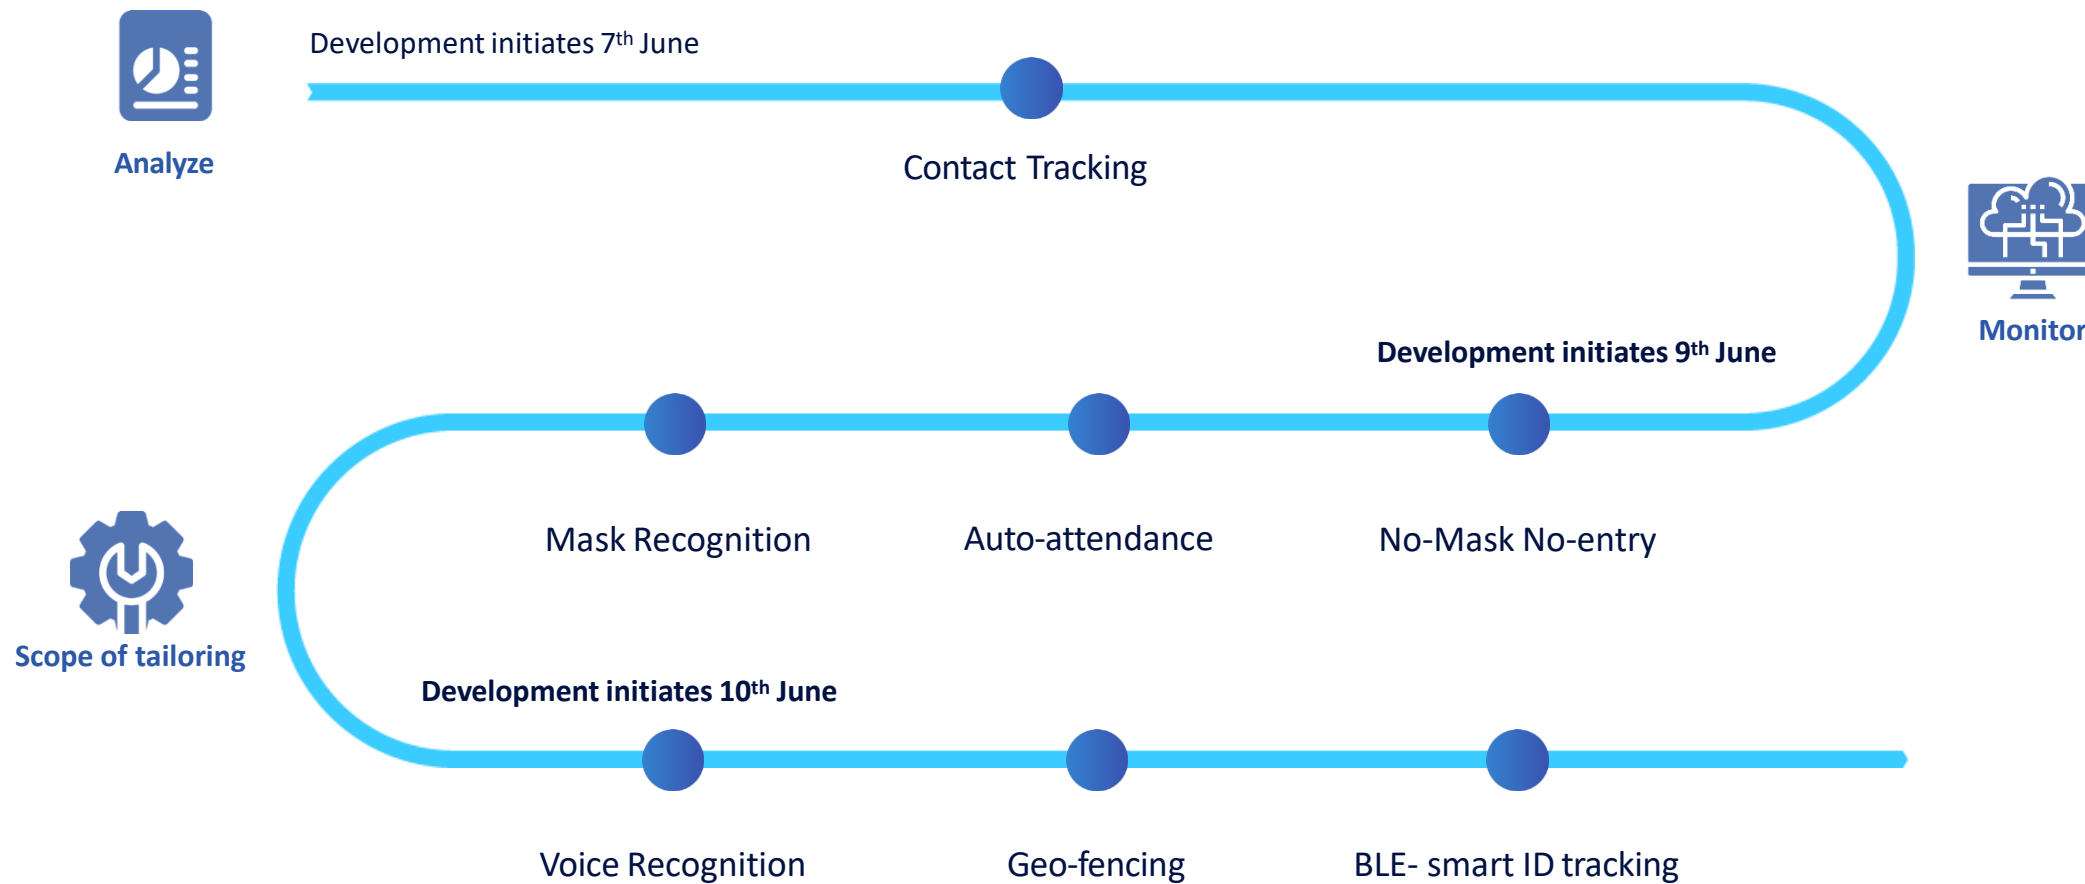 Development initiates 7th June
Analyze
Contact Tracking
Monitor
Development initiates 9th June
Mask Recognition
Auto-attendance
No-Mask No-entry
Scope of tailoring
Development initiates 10th June
Voice Recognition
Geo-fencing
BLE- smart ID tracking